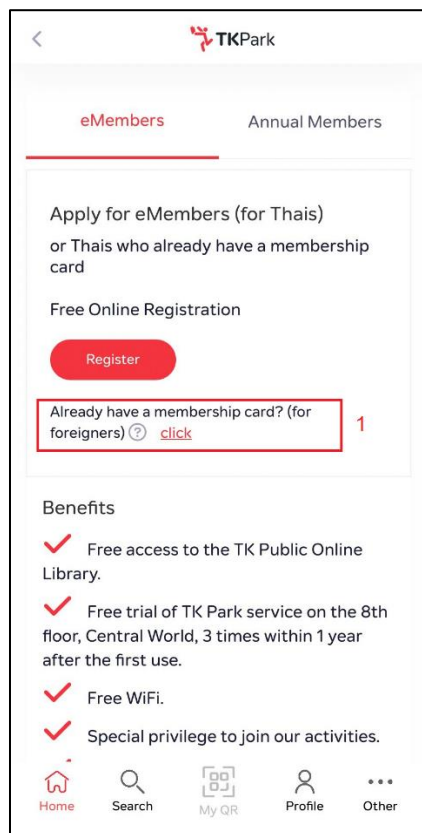 TKPark
eMembers
Annual Members
Apply for eMembers (for Thais)
or Thais who already have a membership
card
Free Online Registration
Register
Already have a membership card? (for
foreigners) ? click
1
Benefits
Free access to the TK Public Online
Library.
Free trial of TK Park service on the 8th
floor, Central World, 3 times within 1 year
after the first use.
Free WiFi.
Special privilege to join our activities.
Home
Search
My QR
Profile
Other